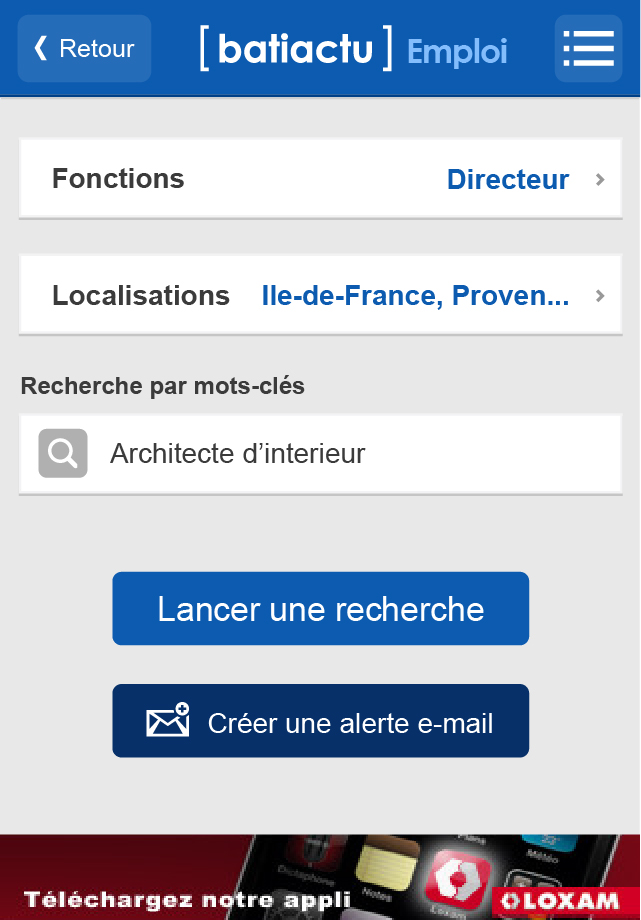 Retour
[batiactu] Emploi
Fonctions Directeur
Localisations Ile-de-France, Proven...
Recherche par mots-clés
Architecte d’interieur
Lancer une recherche
Créer une alerte e-mail
Plans
Météo
Dictaphone
Notes
Loxam
Téléchargez notre appli
LOXAM